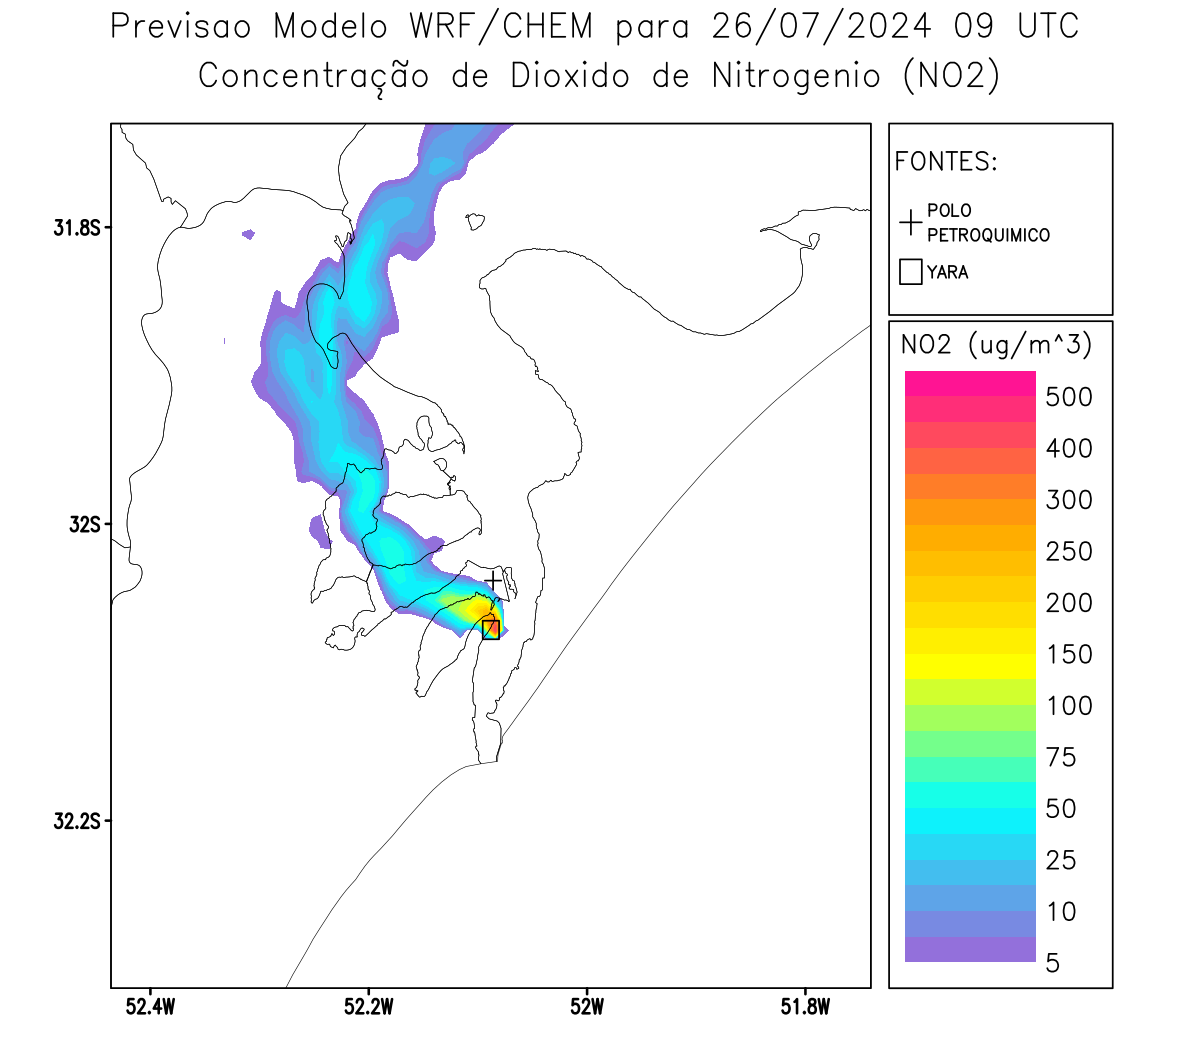 Previsao Modelo WRF/CHEM para 26/07/2024 09 UTC
Concentração de Dioxido de Nitrogenio (NO2)
FONTES:
POLO
PETROQUIMICO
YARA
NO2 (ug/m^3)
500
400
300
250
200
150
100
75
50
25
10
5
31.8S
32S
32.2S
52.4W
52.2W
52W
51.8W